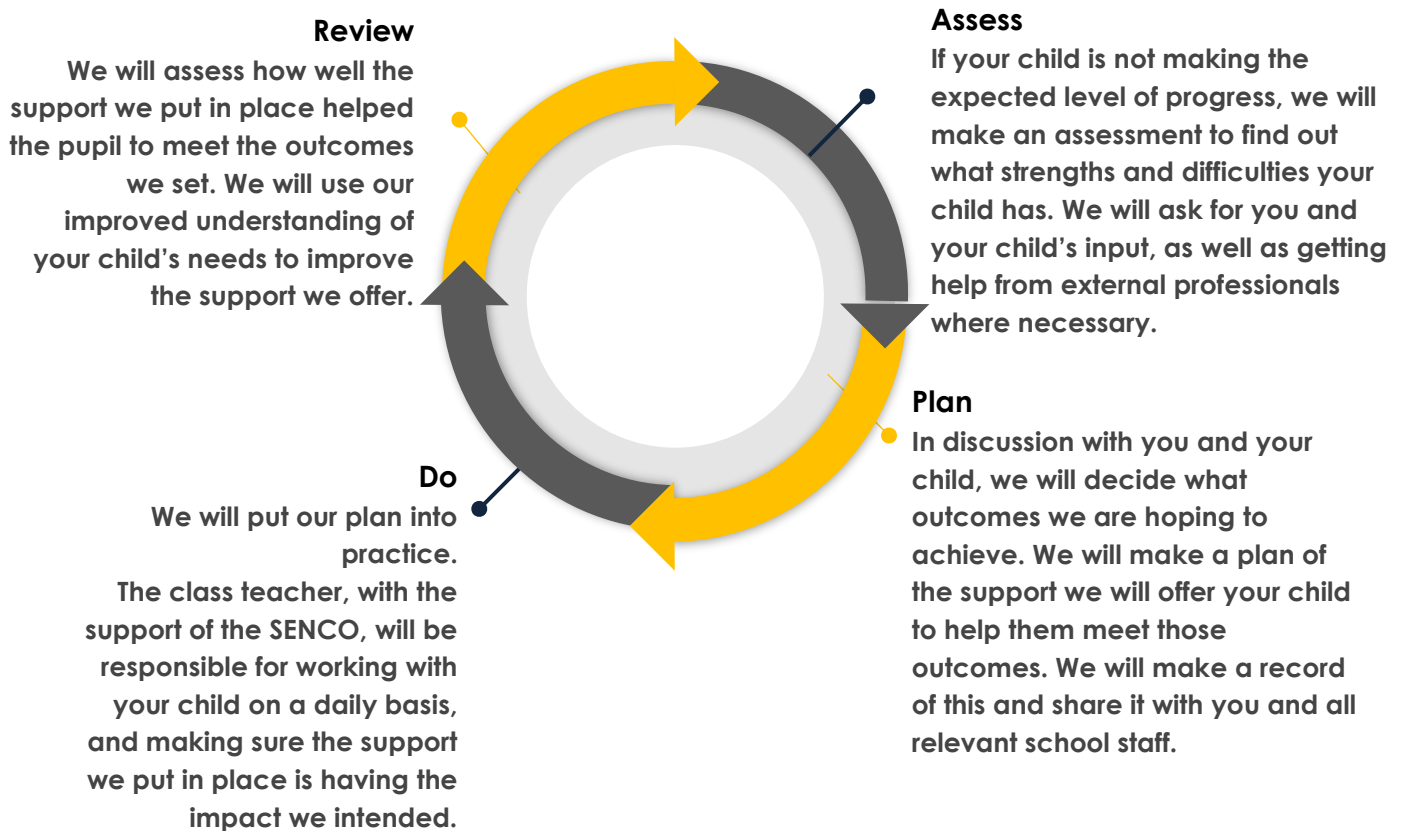 Review
We will assess how well the
support we put in place helped
the pupil to meet the outcomes
we set. We will use our
improved understanding of
your child’s needs to improve
the support we offer.
Assess
If your child is not making the
expected level of progress, we will
make an assessment to find out
what strengths and difficulties your
child has. We will ask for you and
your child’s input, as well as getting
help from external professionals
where necessary.
Plan
In discussion with you and your
child, we will decide what
outcomes we are hoping to
achieve. We will make a plan of
the support we will offer your child
to help them meet those
outcomes. We will make a record
of this and share it with you and all
relevant school staff.
Do
We will put our plan into
practice.
The class teacher, with the
support of the SENCO, will be
responsible for working with
your child on a daily basis,
and making sure the support
we put in place is having the
impact we intended.